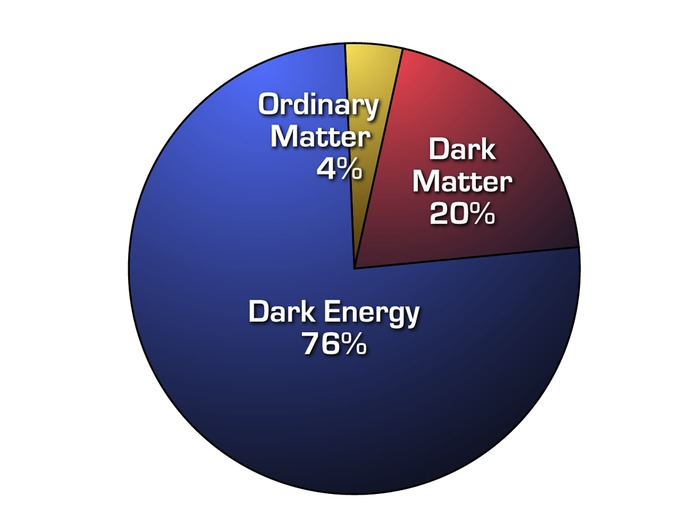 Ordinary
Matter
4%
Dark
Matter
20%
Dark Energy
76%